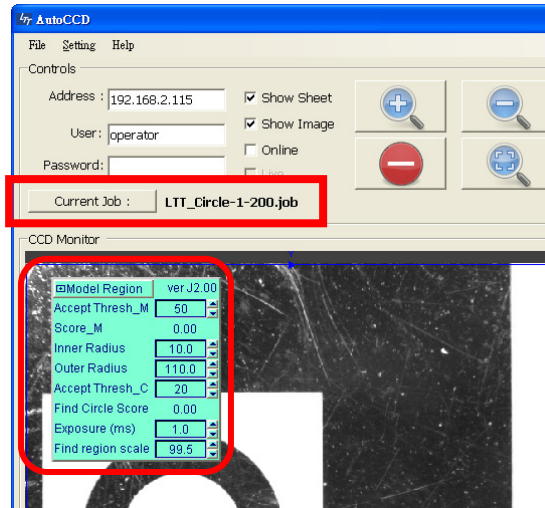 LTT AutoCCD
File Setting Help
Controls
Address : 192.168.2.115
Show Sheet
User: operator
Show Image
Online
Password:
Live
Current Job : LTT_Circle-1-200.job
CCD Monitor
Model Region ver J2.00
Accept Thresh_M 50
Score_M 0.00
Inner Radius 10.0
Outer Radius 110.0
Accept Thresh_C 20
Find Circle Score 0.00
Exposure (ms) 1.0
Find region scale 99.5